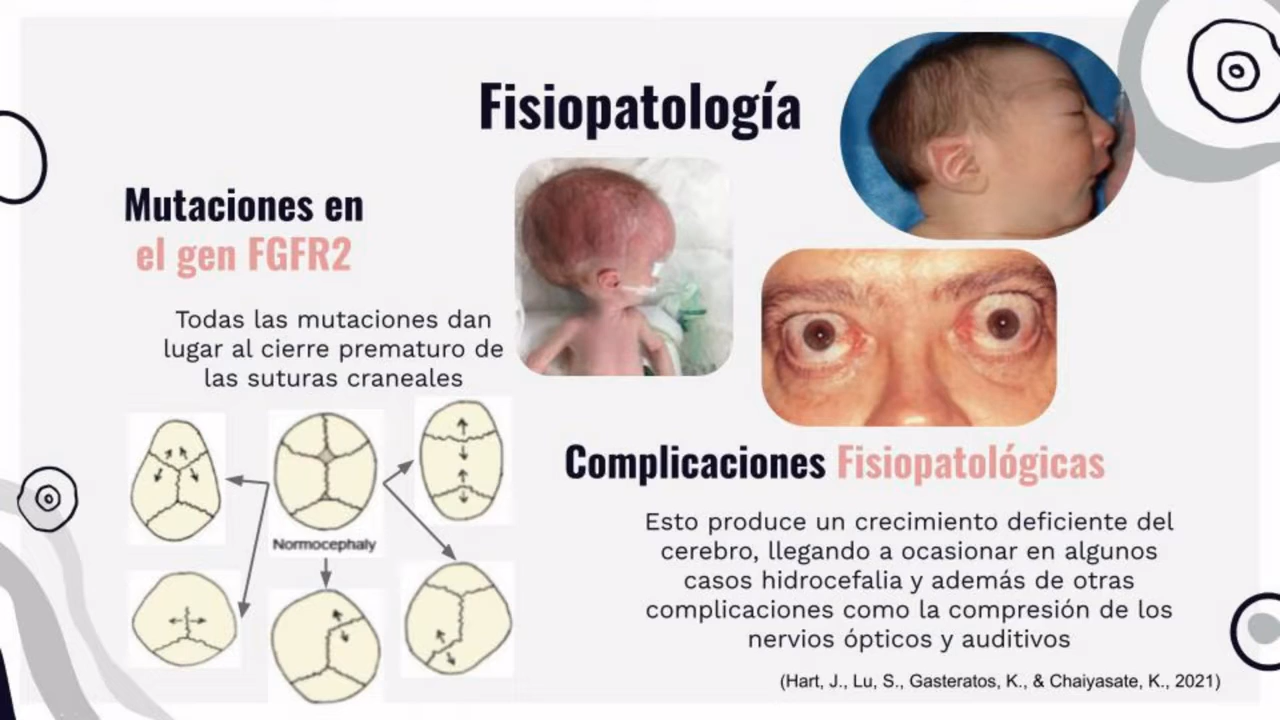 Fisiopatología
Mutaciones en
el gen FGFR2
Todas las mutaciones dan
lugar al cierre prematuro de
las suturas craneales
Normocephaly
Complicaciones Fisiopatológicas
Esto produce un crecimiento deficiente del
cerebro, llegando a ocasionar en algunos
casos hidrocefalia y además de otras
complicaciones como la compresión de los
nervios ópticos y auditivos
(Hart, J., Lu, S., Gasteratos, K., & Chaiyasate, K., 2021)